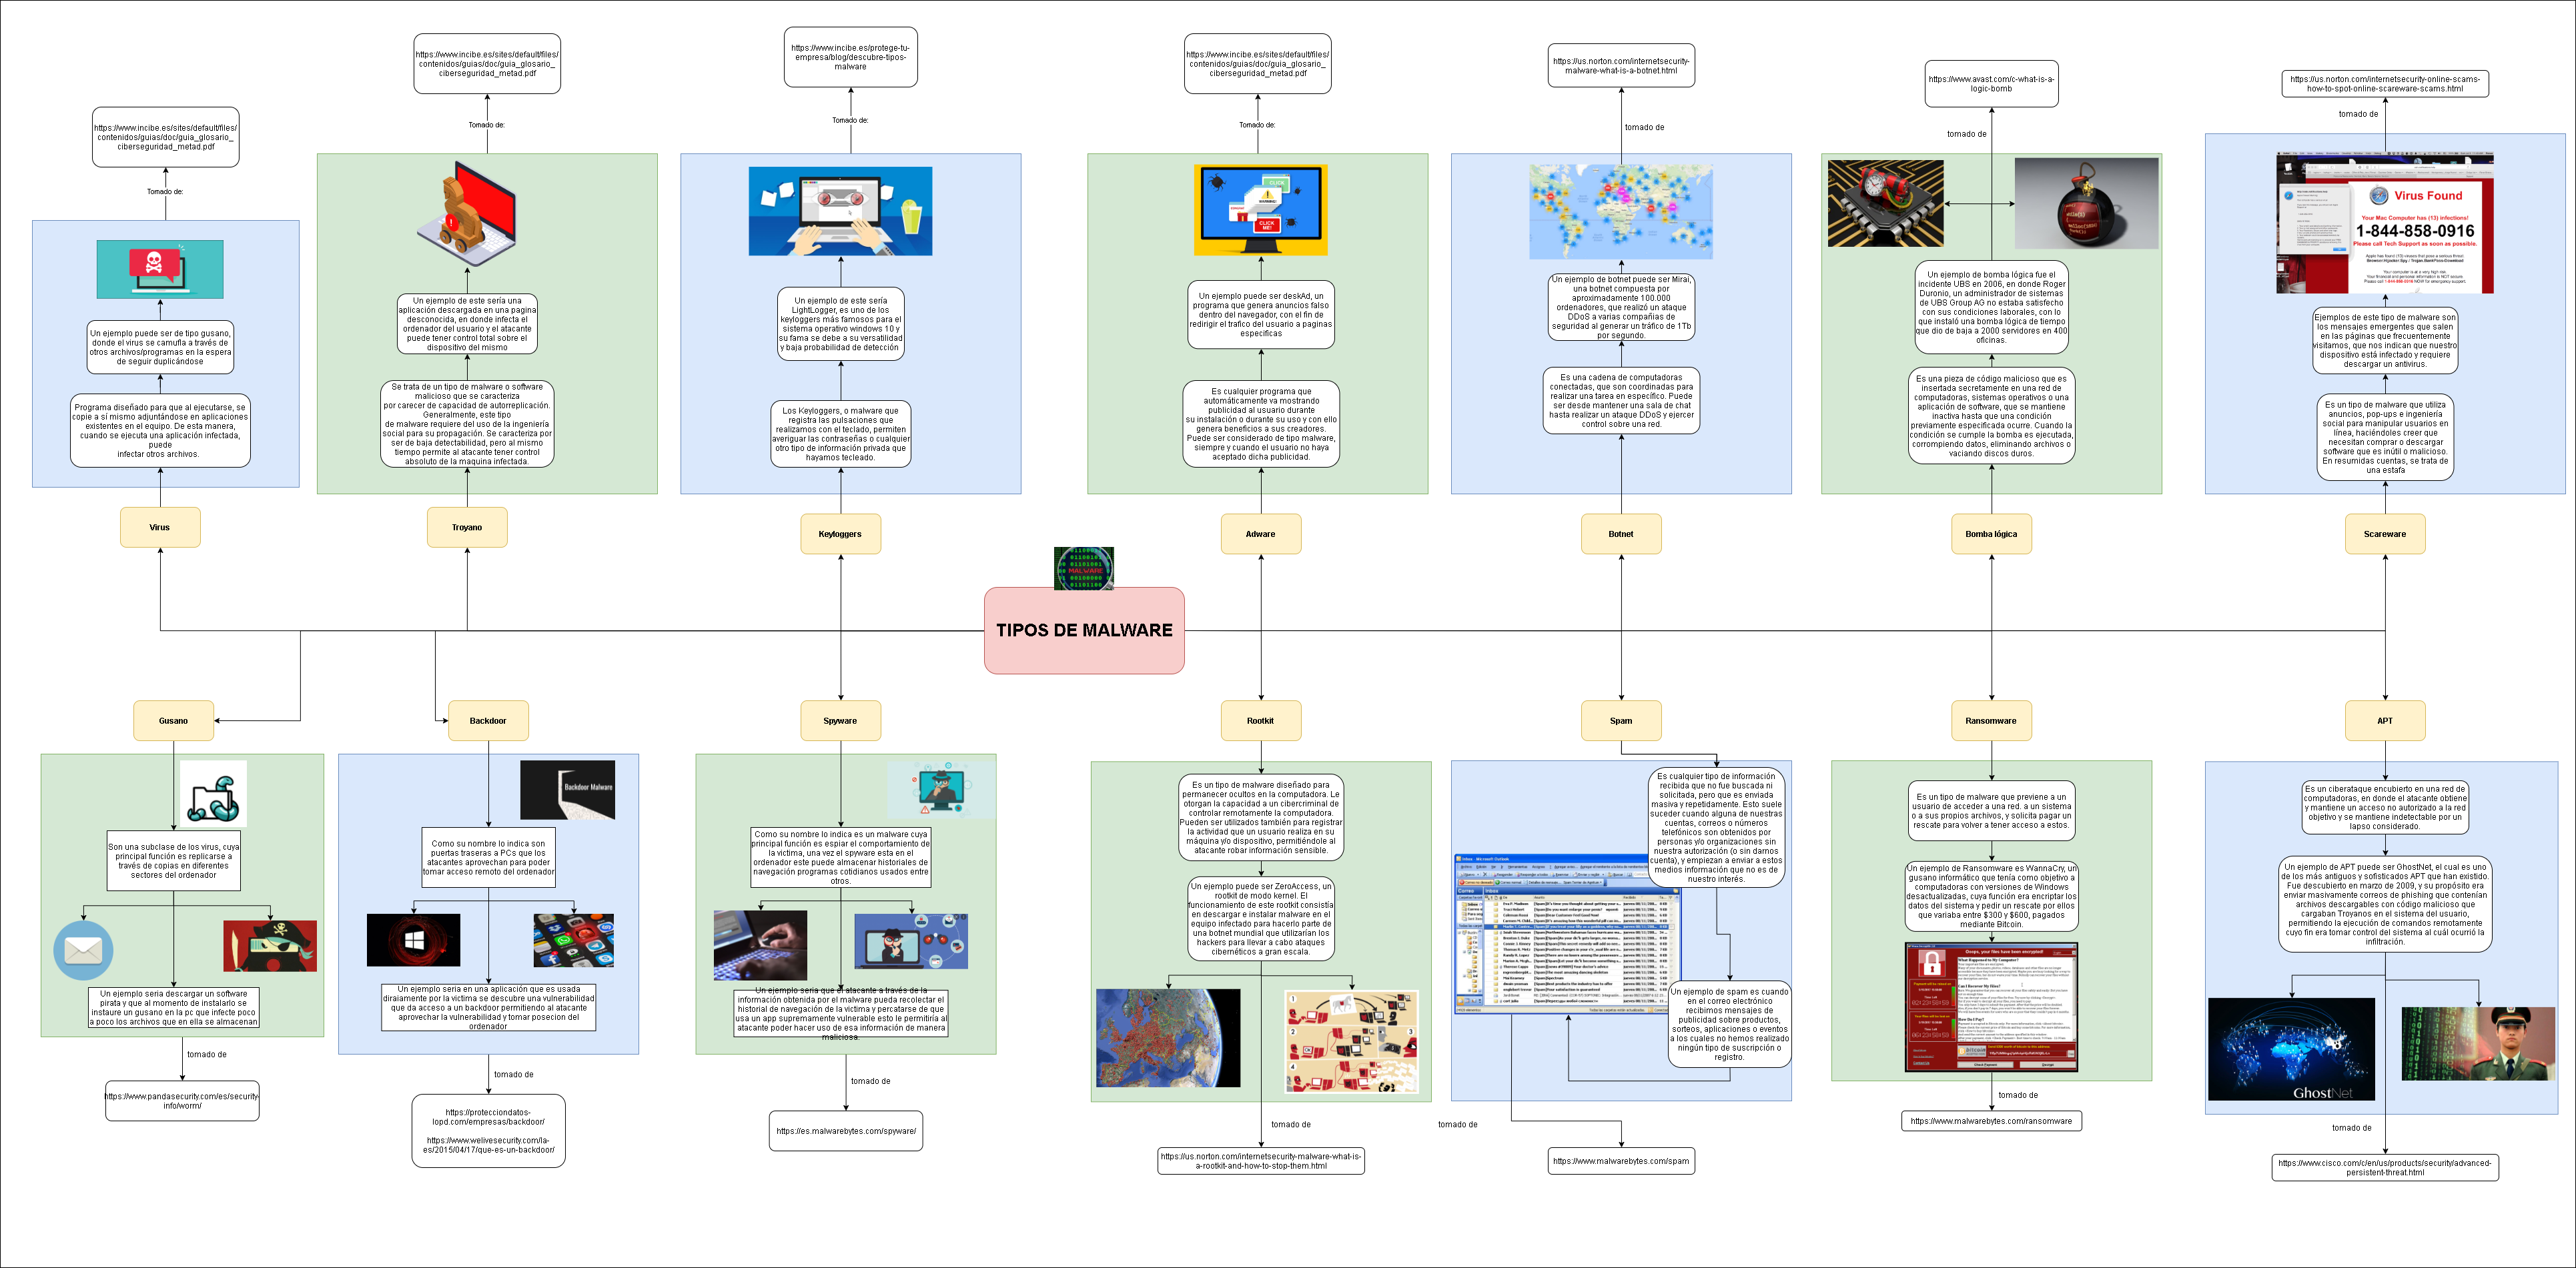 https://www.incibe.es/sites/default/files/
contenidos/guias/doc/guia_glosario_
ciberseguridad_metad.pdf
Tomado de:
Un ejemplo puede ser de tipo gusano,
donde el virus se camufla a través de
otros archivos/programas en la espera
de seguir duplicándose
Programa diseñado para que al ejecutarse, se
copie a sí mismo adjuntándose en aplicaciones
existentes en el equipo. De esta manera,
cuando se ejecuta una aplicación infectada,
puede
infectar otros archivos.
Virus
https://www.incibe.es/sites/default/files/
contenidos/guias/doc/guia_glosario_
ciberseguridad_metad.pdf
Tomado de:
Un ejemplo de este sería una
aplicación descargada en una pagina
desconocida, en donde infecta el
ordenador del usuario y el atacante
puede tener control total sobre el
dispositivo del mismo
Se trata de un tipo de malware o software
malicioso que se caracteriza
por carecer de capacidad de autorreplicación.
Generalmente, este tipo
de malware requiere del uso de la ingeniería
social para su propagación. Se caracteriza por
ser de baja detectabilidad, pero al mismo
tiempo permite al atacante tener control
absoluto de la maquina infectada.
Troyano
https://www.incibe.es/protege-tu-
empresa/blog/descubre-tipos-
malware
Tomado de:
Un ejemplo de este sería
LightLogger, es uno de los
keyloggers más famosos para el
sistema operativo windows 10 y
su fama se debe a su versatilidad
y baja probabilidad de detección
Los Keyloggers, o malware que
registra las pulsaciones que
realizamos con el teclado, permiten
averiguar las contraseñas o cualquier
otro tipo de información privada que
hayamos tecleado.
Keyloggers
https://www.incibe.es/sites/default/files/
contenidos/guias/doc/guia_glosario_
ciberseguridad_metad.pdf
Tomado de:
CLICK
WARNING!
CLICK
ME!
Un ejemplo puede ser deskAd, un
programa que genera anuncios falso
dentro del navegador, con el fin de
redirigir el trafico del usuario a paginas
especificas
Es cualquier programa que
automáticamente va mostrando
publicidad al usuario durante
su instalación o durante su uso y con ello
genera beneficios a sus creadores.
Puede ser considerado de tipo malware,
siempre y cuando el usuario no haya
aceptado dicha publicidad.
Adware
https://us.norton.com/internetsecurity-
malware-what-is-a-botnet.html
tomado de
Un ejemplo de botnet puede ser Mirai,
una botnet compuesta por
aproximadamente 100.000
ordenadores, que realizó un ataque
DDoS a varias compañías de
seguridad al generar un tráfico de 1Tb
por segundo.
Es una cadena de computadoras
conectadas, que son coordinadas para
realizar una tarea en específico. Puede
ser desde mantener una sala de chat
hasta realizar un ataque DDoS y ejercer
control sobre una red.
Botnet
https://www.avast.com/c-what-is-a-
logic-bomb
tomado de
Un ejemplo de bomba lógica fue el
incidente UBS en 2006, en donde Roger
Duronio, un administrador de sistemas
de UBS Group AG no estaba satisfecho
con sus condiciones laborales, con lo
que instaló una bomba lógica de tiempo
que dio de baja a 2000 servidores en 400
oficinas.
Es una pieza de código malicioso que es
insertada secretamente en una red de
computadoras, sistemas operativos o una
aplicación de software, que se mantiene
inactiva hasta que una condición
previamente especificada ocurre. Cuando la
condición se cumple la bomba es ejecutada,
corrompiendo datos, eliminando archivos o
vaciando discos duros.
Bomba lógica
https://us.norton.com/internetsecurity-online-scams-
how-to-spot-online-scareware-scams.html
tomado de
Virus Found
Your Mac Computer has (13) infections!
1-844-858-0916
Please call Tech Support as soon as possible.
Ejemplos de este tipo de malware son
los mensajes emergentes que salen
en las páginas que frecuentemente
visitamos, que nos indican que nuestro
dispositivo está infectado y requiere
descargar un antivirus.
Es un tipo de malware que utiliza
anuncios, pop-ups e ingeniería
social para manipular usuarios en
línea, haciéndoles creer que
necesitan comprar o descargar
software que es inútil o malicioso.
En resumidas cuentas, se trata de
una estafa
Scareware
MALWARE
TIPOS DE MALWARE
Gusano
Son una subclase de los virus, cuya
principal función es replicarse a
través de copias en diferentes
sectores del ordenador
Un ejemplo seria descargar un software
pirata y que al momento de instalarlo se
instaure un gusano en la pc que infecte poco
a poco los archivos que en ella se almacenan
tomado de
https://www.pandasecurity.com/es/security-
info/worm/
Backdoor
Backdoor Malware
Como su nombre lo indica son
puertas traseras a PCs que los
atacantes aprovechan para poder
tomar acceso remoto del ordenador
Un ejemplo seria en una aplicación que es usada
diraiamente por la victima se descubre una vulnerabilidad
que da acceso a un backdoor permitiendo al atacante
aprovechar la vulnerabilidad y tomar posecion del
ordenador
tomado de
https://protecciondatos-
lopd.com/empresas/backdoor/
https://www.welivesecurity.com/la-
es/2015/04/17/que-es-un-backdoor/
Spyware
Como su nombre lo indica es un malware cuya
principal función es espiar el comportamiento de
la victima, una vez el spyware esta en el
ordenador este puede almacenar historiales de
navegación programas cotidianos usados entre
otros.
Un ejemplo seria que el atacante a través de la
información obtenida por el malware pueda recolectar el
historial de navegación de la victima y percatarse de que
usa un app supremamente vulnerable esto le permitiría al
atacante poder hacer uso de esa información de manera
maliciosa.
tomado de
https://es.malwarebytes.com/spyware/
Rootkit
Es un tipo de malware diseñado para
permanecer ocultos en la computadora. Le
otorgan la capacidad a un cibercriminal de
controlar remotamente la computadora.
Pueden ser utilizados también para registrar
la actividad que un usuario realiza en su
máquina y/o dispositivo, permitiéndole al
atacante robar información sensible.
Un ejemplo puede ser ZeroAccess, un
rootkit de modo kernel. El
funcionamiento de este rootkit consistía
en descargar e instalar malware en el
equipo infectado para hacerlo parte de
una botnet mundial que utilizarían los
hackers para llevar a cabo ataques
cibernéticos a gran escala.
1
2
3
4
tomado de
https://us.norton.com/internetsecurity-malware-what-is-
a-rootkit-and-how-to-stop-them.html
Spam
Es cualquier tipo de información
recibida que no fue buscada ni
solicitada, pero que es enviada
masiva y repetidamente. Esto suele
suceder cuando alguna de nuestras
cuentas, correos o números
telefónicos son obtenidos por
personas y/o organizaciones sin
nuestra autorización (o sin darnos
cuenta), y empiezan a enviar a estos
medios información que no es de
nuestro interés.
Un ejemplo de spam es cuando
en el correo electrónico
recibimos mensajes de
publicidad sobre productos,
sorteos, aplicaciones o eventos
a los cuales no hemos realizado
ningún tipo de suscripción o
registro.
tomado de
https://www.malwarebytes.com/spam
Ransomware
Es un tipo de malware que previene a un
usuario de acceder a una red. a un sistema
o a sus propios archivos, y solicita pagar un
rescate para volver a tener acceso a estos.
Un ejemplo de Ransomware es WannaCry, un
gusano informático que tenía como objetivo a
computadoras con versiones de Windows
desactualizadas, cuya función era encriptar los
datos del sistema y pedir un rescate por ellos
que variaba entre $300 y $600, pagados
mediante Bitcoin.
Ooops, your files have been encrypted!
tomado de
https://www.malwarebytes.com/ransomware
APT
Es un ciberataque encubierto en una red de
computadoras, en donde el atacante obtiene
y mantiene un acceso no autorizado a la red
objetivo y se mantiene indetectable por un
lapso considerado.
Un ejemplo de APT puede ser GhostNet, el cual es uno
de los más antiguos y sofisticados APT que han existido.
Fue descubierto en marzo de 2009, y su propósito era
enviar masivamente correos de phishing que contenían
archivos descargables con código malicioso que
cargaban Troyanos en el sistema del usuario,
permitiendo la ejecución de comandos remotamente
cuyo fin era tomar control del sistema al cuál ocurrió la
infiltración.
GhostNet
tomado de
https://www.cisco.com/c/en/us/products/security/advanced-
persistent-threat.html